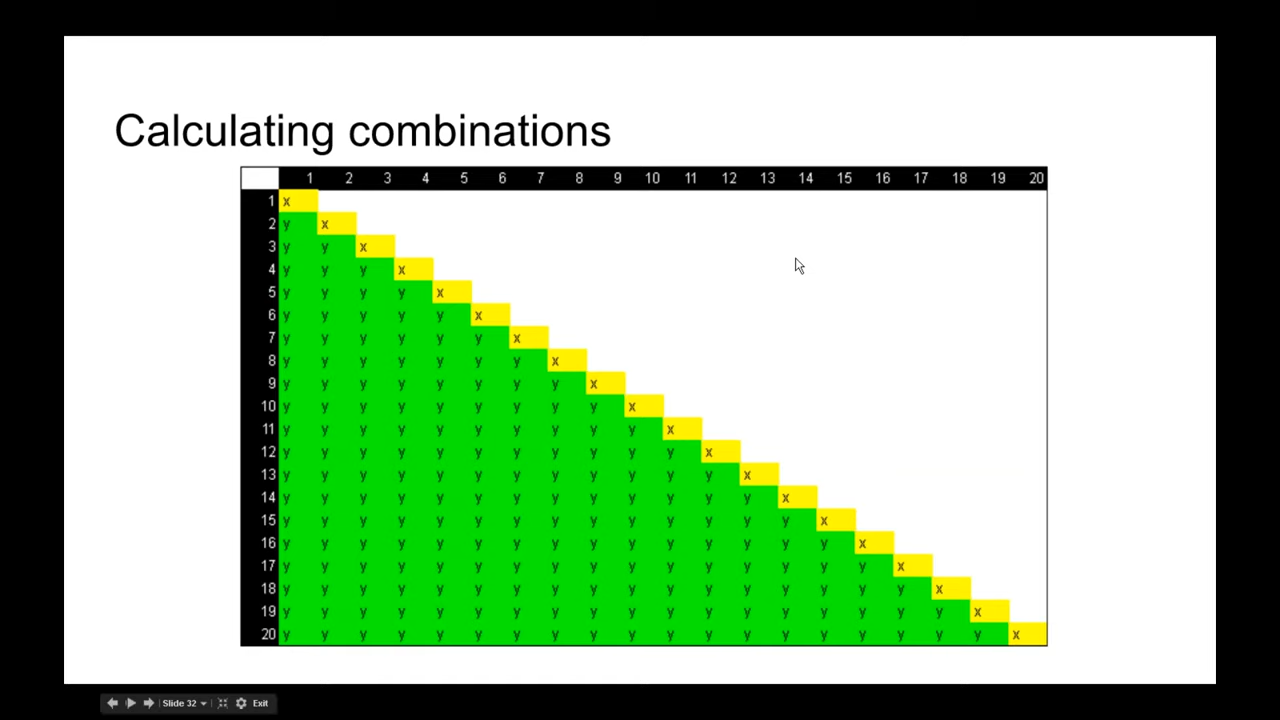 Calculating combinations
1 2 3 4 5 6 7 8 9 10 11 12 13 14 15 16 17 18 19 20
1 x
2 y x
3 y y x
4 y y y x
5 y y y y x
6 y y y y y x
7 y y y y y y x
8 y y y y y y y x
9 y y y y y y y y x
10 y y y y y y y y y x
11 y y y y y y y y y y x
12 y y y y y y y y y y y x
13 y y y y y y y y y y y y x
14 y y y y y y y y y y y y y x
15 y y y y y y y y y y y y y y x
16 y y y y y y y y y y y y y y y x
17 y y y y y y y y y y y y y y y y x
18 y y y y y y y y y y y y y y y y y x
19 y y y y y y y y y y y y y y y y y y x
20 y y y y y y y y y y y y y y y y y y y x
Slide 32 Exit